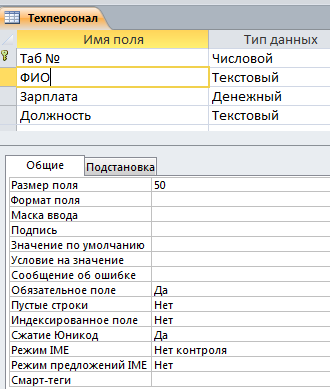 Техперсонал
Имя поля Тип данных
Таб № Числовой
ФИО Текстовый
Зарплата Денежный
Должность Текстовый
Общие Подстановка
Размер поля 50
Формат поля
Маска ввода
Подпись
Значение по умолчанию
Условие на значение
Сообщение об ошибке
Обязательное поле Да
Пустые строки Нет
Индексированное поле Нет
Сжатие Юникод Да
Режим IME Нет контроля
Режим предложений IME Нет
Смарт-теги